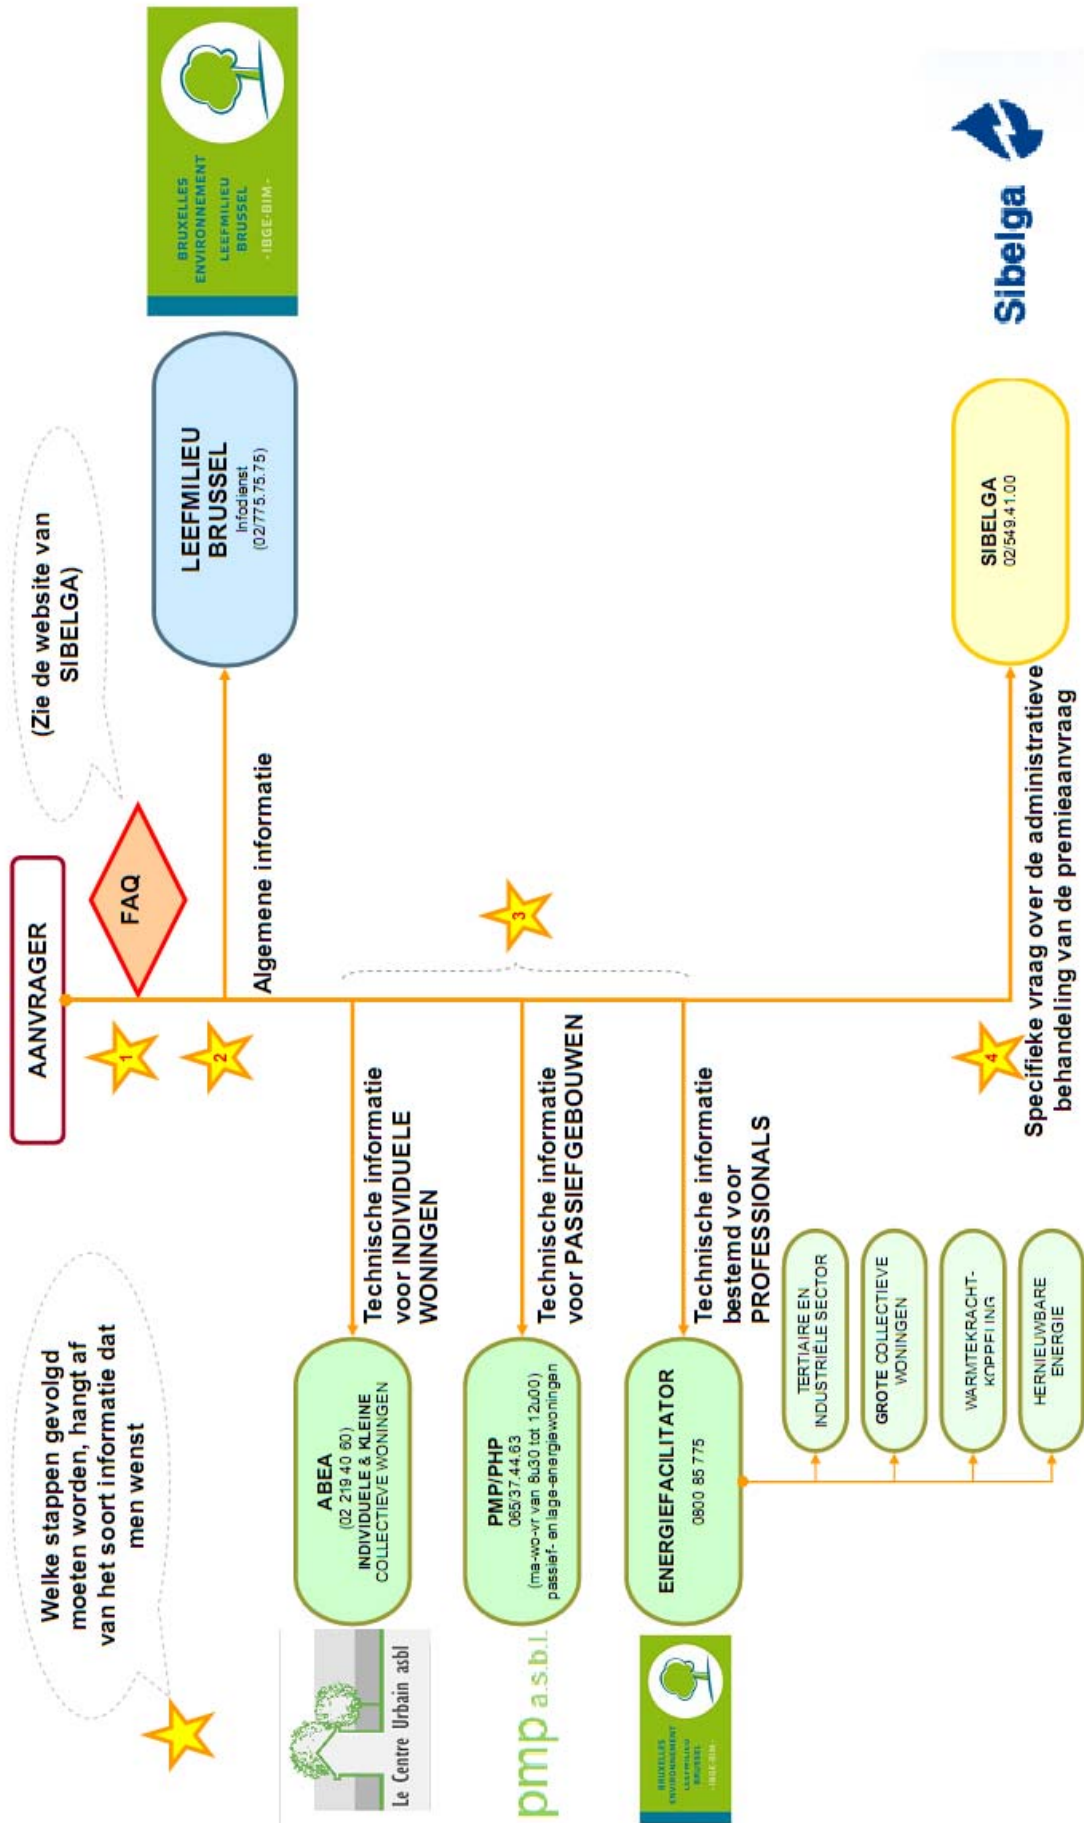 Welke stappen gevolgd
moeten worden, hangt af
van het soort informatie dat
men wenst
AANVRAGER
(Zie de website van
SIBELGA)
1
FAQ
2
Algemene informatie
LEEFMILIEU
BRUSSEL
Infodienst
(02/775.75.75)
BRUXELLES
ENVIRONNEMENT
LEEFMILIEU
BRUSSEL
-IBGE-BIM-
3
Le Centre Urbain asbl
ABEA
(02 219 40 60)
INDIVIDUELE & KLEINE
COLLECTIEVE WONINGEN
Technische informatie
voor INDIVIDUELE
WONINGEN
pmp a.s.b.l.
PMP/PHP
065/37.44.63
(ma-wo-vr van 8u30 tot 12u00)
passief- en lage-energiewoningen
Technische informatie
voor PASSIEFGEBOUWEN
BRUXELLES
ENVIRONNEMENT
LEEFMILIEU
BRUSSEL
-IBGE-BIM-
ENERGIEFACILITATOR
0800 85 775
Technische informatie
bestemd voor
PROFESSIONALS
TERTIAIRE EN
INDUSTRIËLE SECTOR
GROTE COLLECTIEVE
WONINGEN
WARMTEKRACHT-
KOPPELING
HERNIEUWBARE
ENERGIE
4
Specifieke vraag over de administratieve
behandeling van de premieaanvraag
SIBELGA
02/549.41.00
Sibelga